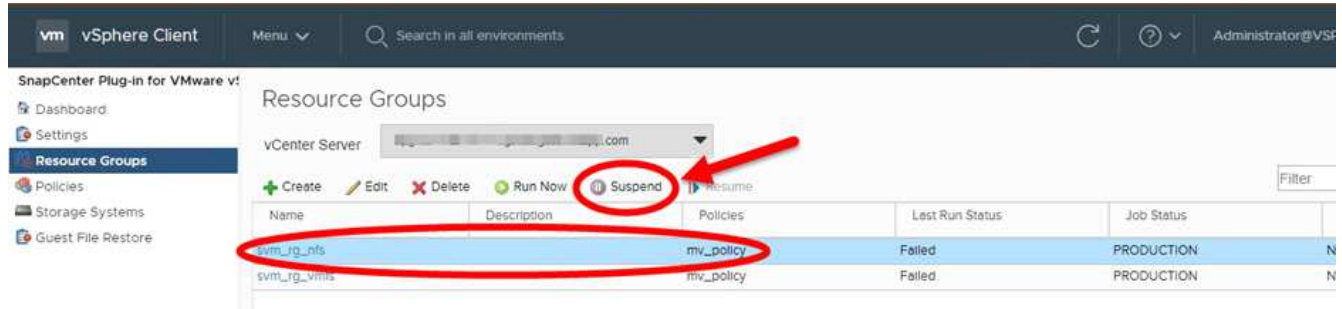 vm vSphere Client Menu Search in all environments Administrator@VSP
SnapCenter Plug-in for VMware vS
Dashboard
Settings
Resource Groups
Policies
Storage Systems
Guest File Restore
Resource Groups
vCenter Server .com
Create Edit Delete Run Now Suspend Resume
Filter
Name Description Policies Last Run Status Job Status
svm_rg_nfs mv_policy Failed PRODUCTION N
svm_rg_vmfs mv_policy Failed PRODUCTION N